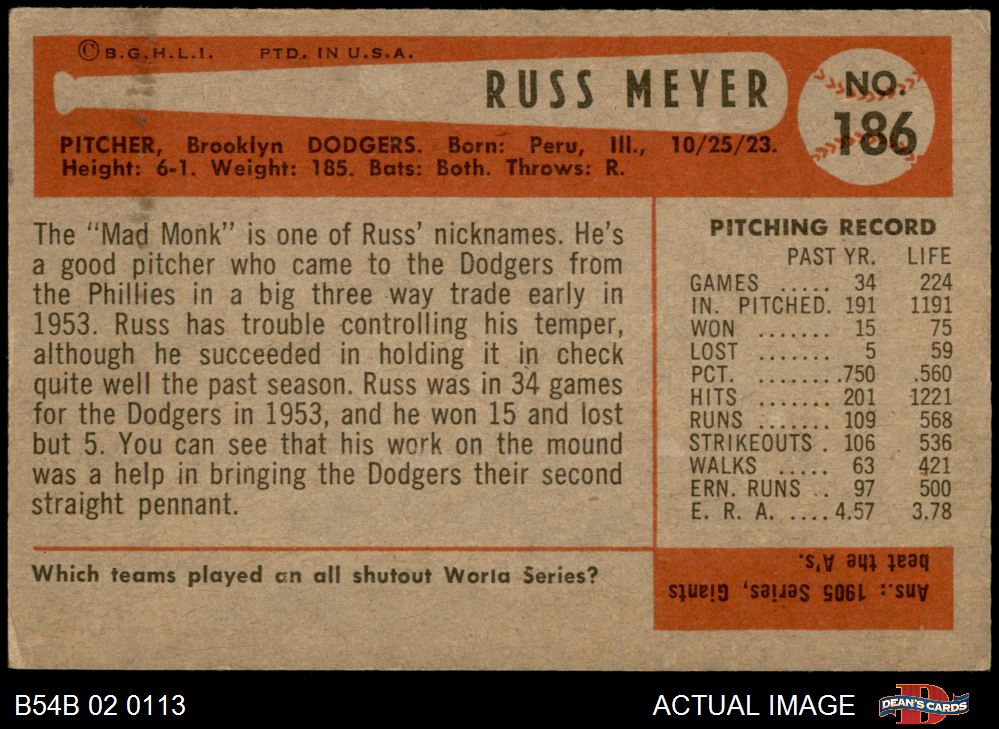 ©B.G.H.L.I. PTD. IN U.S.A.
RUSS MEYER
NO.
186
PITCHER, Brooklyn DODGERS. Born: Peru, Ill., 10/25/23.
Height: 6-1. Weight: 185. Bats: Both. Throws: R.
The "Mad Monk" is one of Russ' nicknames. He's
a good pitcher who came to the Dodgers from
the Phillies in a big three way trade early in
1953. Russ has trouble controlling his temper,
although he succeeded in holding it in check
quite well the past season. Russ was in 34 games
for the Dodgers in 1953, and he won 15 and lost
but 5. You can see that his work on the mound
was a help in bringing the Dodgers their second
straight pennant.
PITCHING RECORD
PAST YR. LIFE
GAMES ..... 34 224
IN. PITCHED. 191 1191
WON ....... 15 75
LOST ....... 5 59
PCT. ........750 .560
HITS ....... 201 1221
RUNS ....... 109 568
STRIKEOUTS . 106 536
WALKS ..... 63 421
ERN. RUNS .. 97 500
E. R. A. ....4.57 3.78
Which teams played an all shutout World Series?
Ans.: 1905 Series, Giants
beat the A's.
B54B 02 0113
ACTUAL IMAGE
DEAN'S CARDS